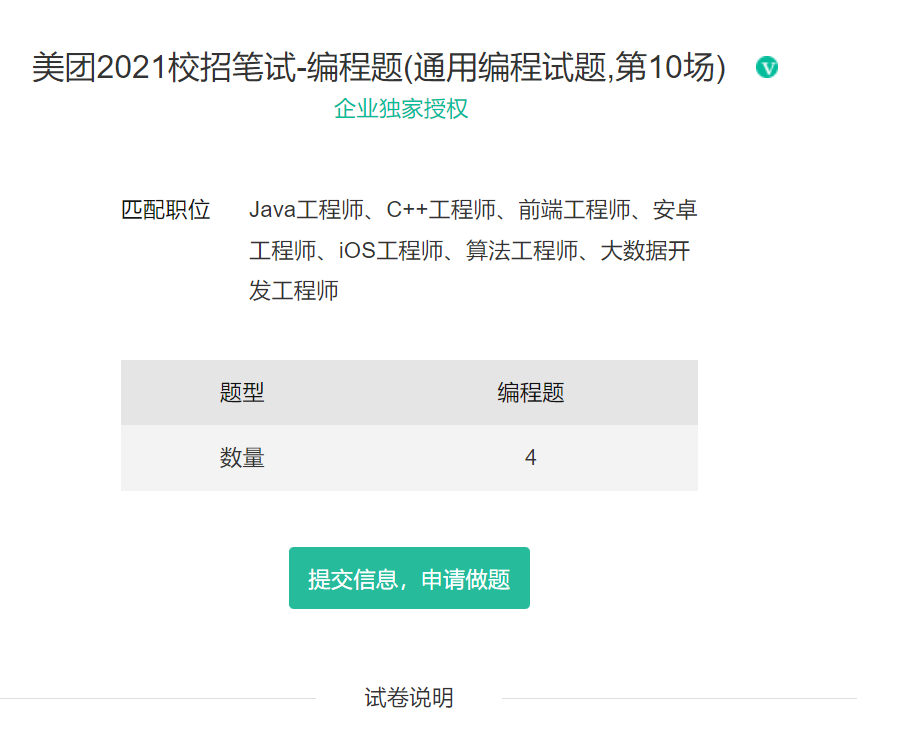 美团2021校招笔试-编程题(通用编程试题,第10场) V
企业独家授权
匹配职位 Java工程师、C++工程师、前端工程师、安卓
工程师、iOS工程师、算法工程师、大数据开
发工程师
题型 编程题
数量 4
提交信息，申请做题
试卷说明